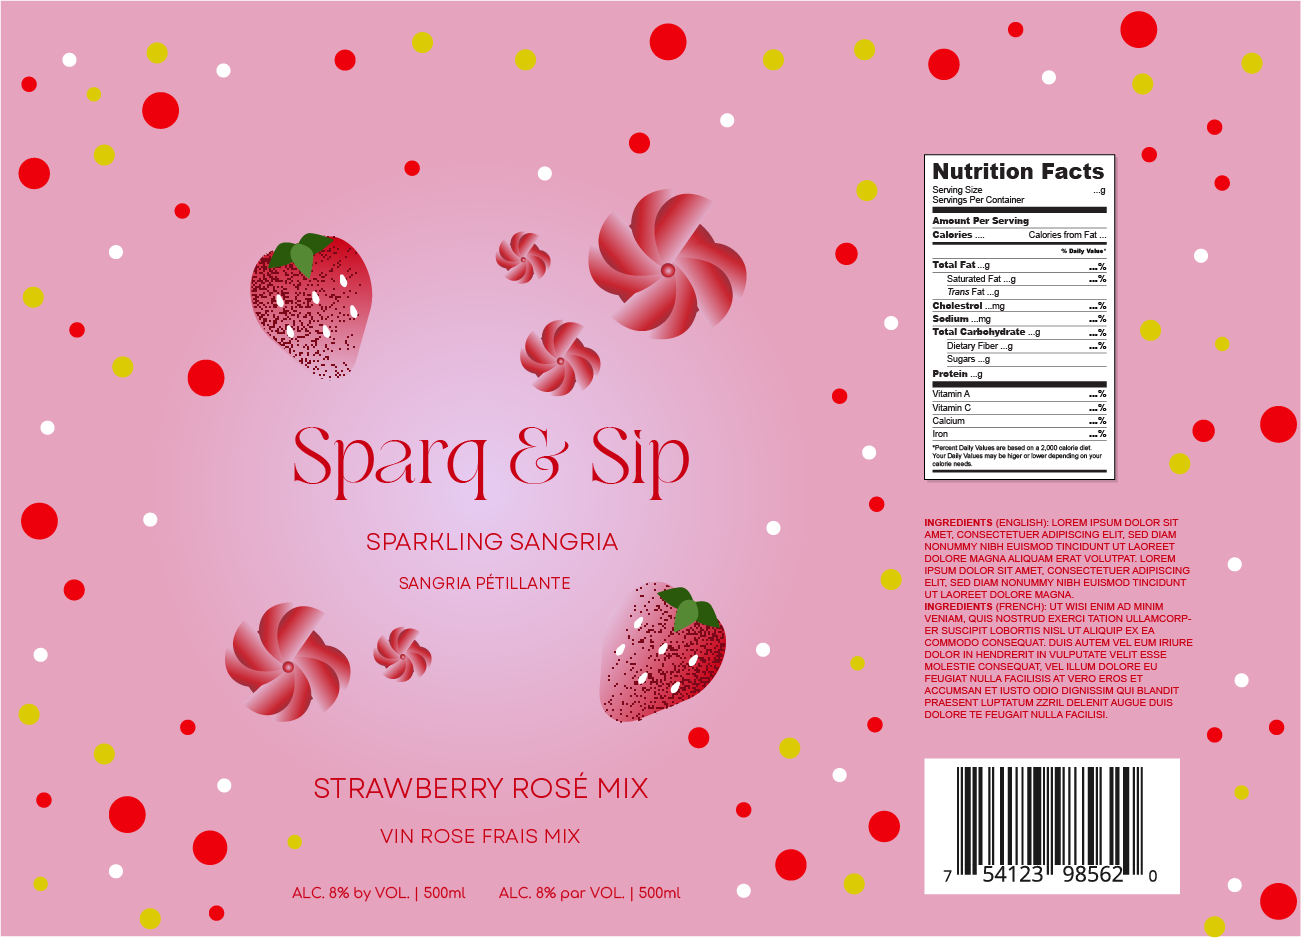 Sparq & Sip
SPARKLING SANGRIA
SANGRIA PÉTILLANTE
STRAWBERRY ROSÉ MIX
VIN ROSE FRAIS MIX
ALC. 8% by VOL. | 500ml ALC. 8% par VOL. | 500ml
Nutrition Facts
Serving Size ...g
Servings Per Container
Amount Per Serving
Calories .... Calories from Fat ...
% Daily Value*
Total Fat ...g ...%
Saturated Fat ...g ...%
Trans Fat ...g
Cholestrol ...mg ...%
Sodium ...mg ...%
Total Carbohydrate ...g ...%
Dietary Fiber ...g ...%
Sugars ...g
Protein ...g
Vitamin A ...%
Vitamin C ...%
Calcium ...%
Iron ...%
*Percent Daily Values are based on a 2,000 calorie diet.
Your Daily Values may be higer or lower depending on your
calorie needs.
INGREDIENTS (ENGLISH): LOREM IPSUM DOLOR SIT
AMET, CONSECTETUER ADIPISCING ELIT, SED DIAM
NONUMMY NIBH EUISMOD TINCIDUNT UT LAOREET
DOLORE MAGNA ALIQUAM ERAT VOLUTPAT. LOREM
IPSUM DOLOR SIT AMET, CONSECTETUER ADIPISCING
ELIT, SED DIAM NONUMMY NIBH EUISMOD TINCIDUNT
UT LAOREET DOLORE MAGNA.
INGREDIENTS (FRENCH): UT WISI ENIM AD MINIM
VENIAM, QUIS NOSTRUD EXERCI TATION ULLAMCORP-
ER SUSCIPIT LOBORTIS NISL UT ALIQUIP EX EA
COMMODO CONSEQUAT. DUIS AUTEM VEL EUM IRIURE
DOLOR IN HENDRERIT IN VULPUTATE VELIT ESSE
MOLESTIE CONSEQUAT, VEL ILLUM DOLORE EU
FEUGIAT NULLA FACILISIS AT VERO EROS ET
ACCUMSAN ET IUSTO ODIO DIGNISSIM QUI BLANDIT
PRAESENT LUPTATUM ZZRIL DELENIT AUGUE DUIS
DOLORE TE FEUGAIT NULLA FACILISI.
7 54123 98562 0